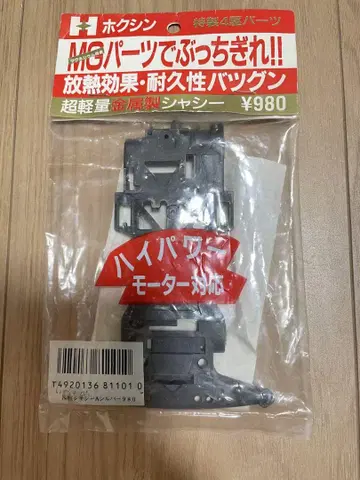 H ホクシン 特製4駆パーツ
MGパーツでぶっちぎれ!!
放熱効果・耐久性バツグン
超軽量金属製シャシー ¥980
ハイパワー
モーター対応
T4920136 81101 0